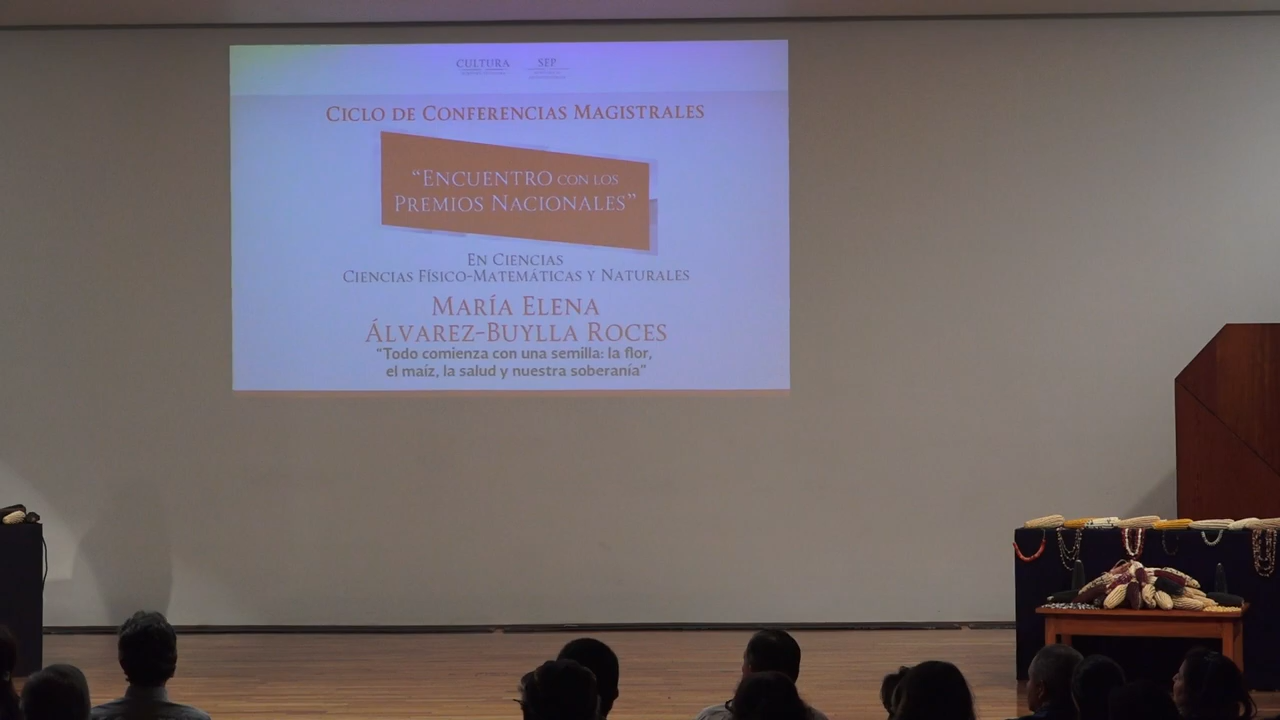 CULTURA SEP
CICLO DE CONFERENCIAS MAGISTRALES
“ENCUENTRO CON LOS
PREMIOS NACIONALES”
EN CIENCIAS
CIENCIAS FÍSICO-MATEMÁTICAS Y NATURALES
MARÍA ELENA
ÁLVAREZ-BUYLLA ROCES
“Todo comienza con una semilla: la flor,
el maíz, la salud y nuestra soberanía”